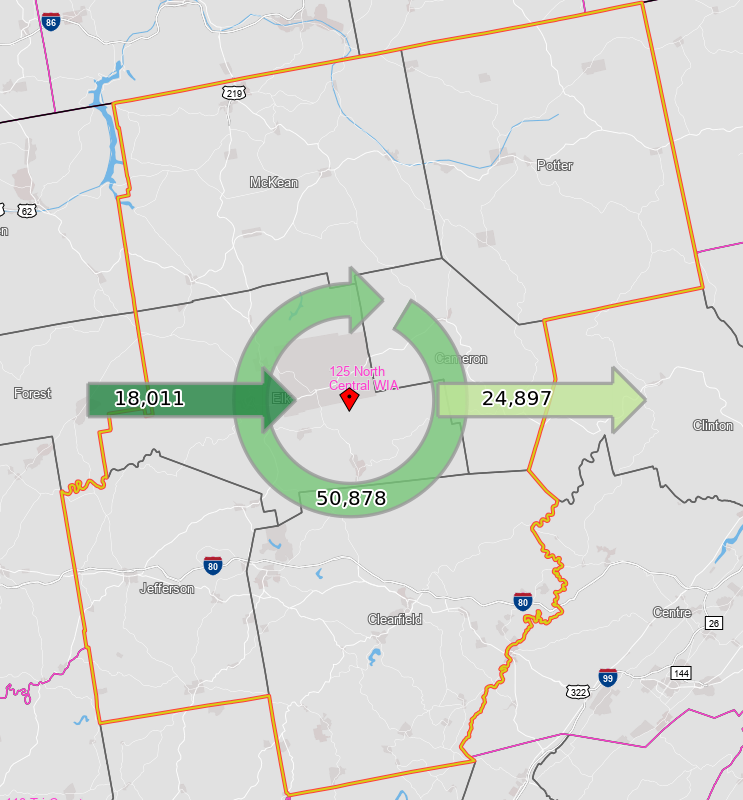 86
219
62
McKean
Potter
Cameron
125 North
Central WIA
Elk
Forest
18,011
24,897
Clinton
50,878
80
Jefferson
Clearfield
80
Centre
26
144
99
322